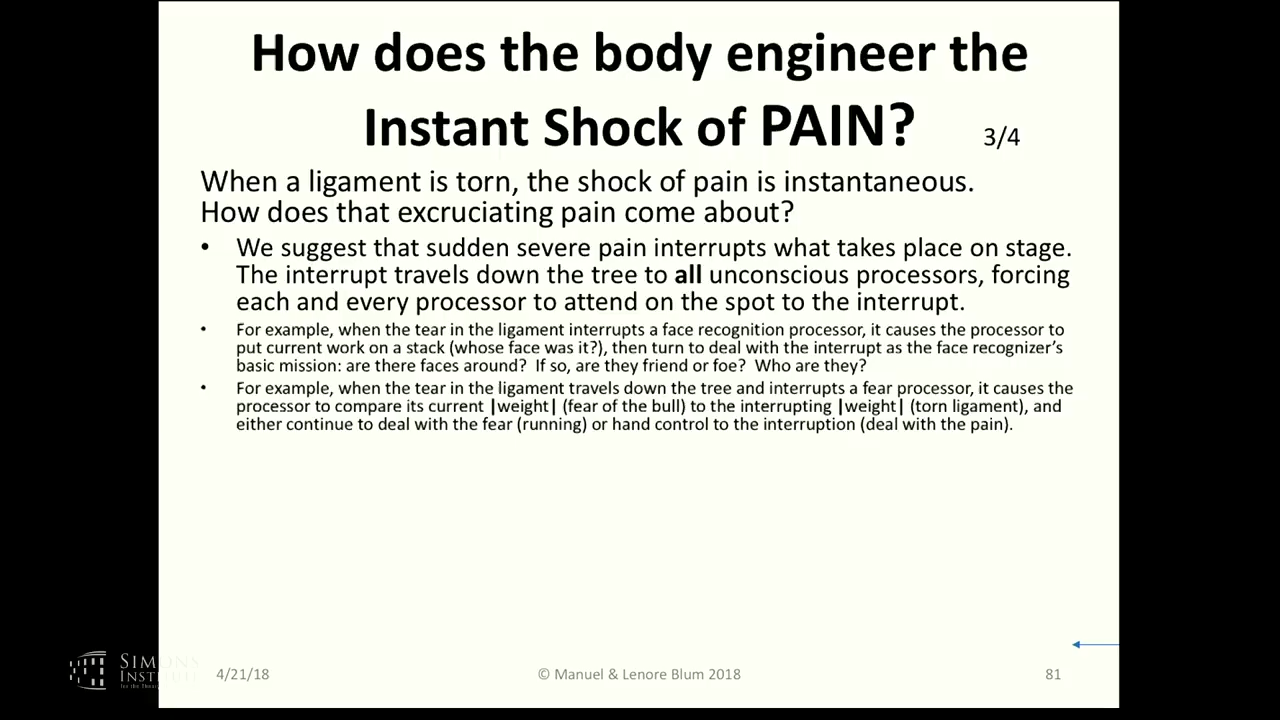 How does the body engineer the
Instant Shock of PAIN? 3/4
When a ligament is torn, the shock of pain is instantaneous.
How does that excruciating pain come about?
• We suggest that sudden severe pain interrupts what takes place on stage.
The interrupt travels down the tree to all unconscious processors, forcing
each and every processor to attend on the spot to the interrupt.
• For example, when the tear in the ligament interrupts a face recognition processor, it causes the processor to
put current work on a stack (whose face was it?), then turn to deal with the interrupt as the face recognizer's
basic mission: are there faces around? If so, are they friend or foe? Who are they?
• For example, when the tear in the ligament travels down the tree and interrupts a fear processor, it causes the
processor to compare its current |weight| (fear of the bull) to the interrupting |weight| (torn ligament), and
either continue to deal with the fear (running) or hand control to the interruption (deal with the pain).
SIMONS
4/21/18 © Manuel & Lenore Blum 2018 81